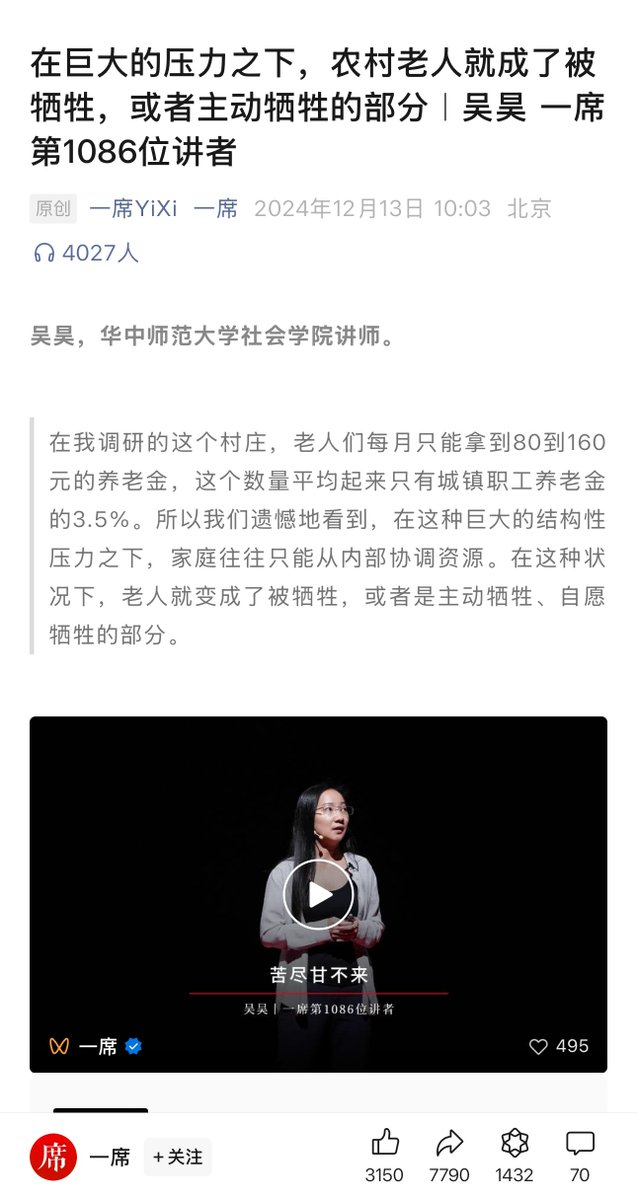 在巨大的压力之下，农村老人就成了被
牺牲，或者主动牺牲的部分｜吴昊 一席
第1086位讲者
原创 一席YiXi 一席 2024年12月13日 10:03 北京
4027人
吴昊，华中师范大学社会学院讲师。
在我调研的这个村庄，老人们每月只能拿到80到160
元的养老金，这个数量平均起来只有城镇职工养老金
的3.5%。所以我们遗憾地看到，在这种巨大的结构性
压力之下，家庭往往只能从内部协调资源。在这种状
况下，老人就变成了被牺牲，或者是主动牺牲、自愿
牺牲的部分。
苦尽甘不来
吴昊｜一席第1086位讲者
一席 495
席 一席 +关注 3150 7790 1432 70